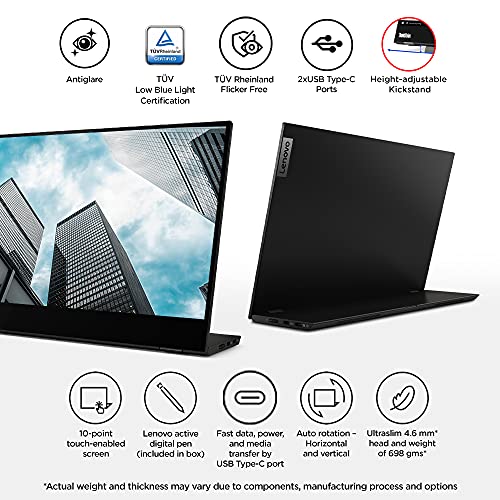 Antiglare
TÜV
Low Blue Light
Certification
TÜVRheinland
CERTIFIED
TÜV Rheinland
Flicker Free
2xUSB Type-C
Ports
Height-adjustable
Kickstand
Lenovo
10-point
touch-enabled
screen
Lenovo active
digital pen
(included in box)
Fast data, power,
and media
transfer by
USB Type-C port
Auto rotation –
Horizontal
and vertical
Ultraslim 4.6 mm*
head and weight
of 698 gms*
*Actual weight and thickness may vary due to components, manufacturing process and options